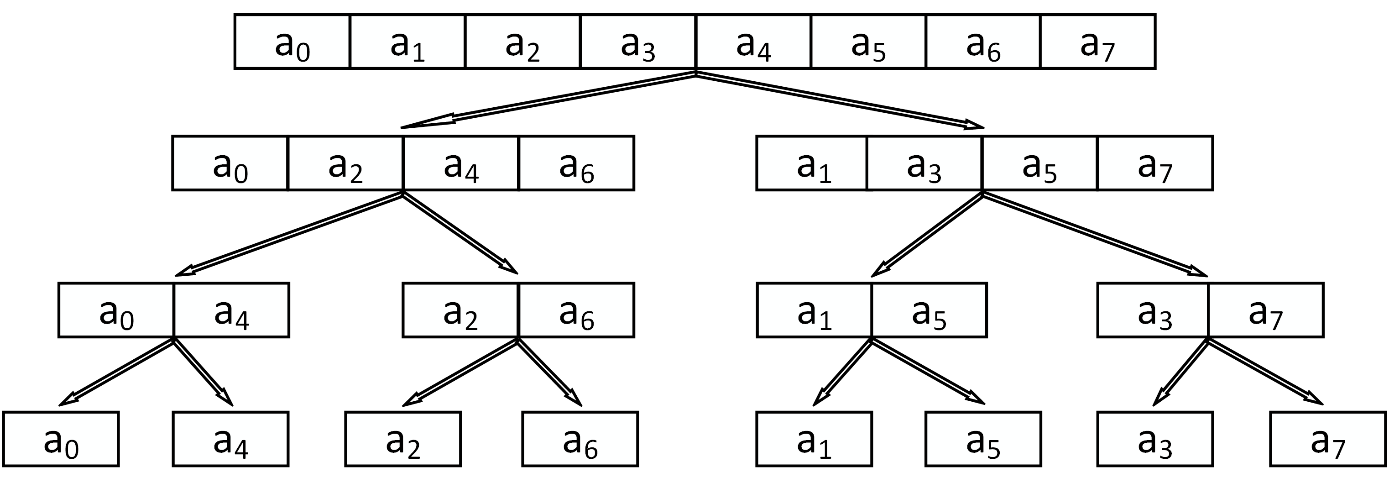 a₀ a₁ a₂ a₃ a₄ a₅ a₆ a₇
a₀ a₂ a₄ a₆ a₁ a₃ a₅ a₇
a₀ a₄ a₂ a₆ a₁ a₅ a₃ a₇
a₀ a₄ a₂ a₆ a₁ a₅ a₃ a₇